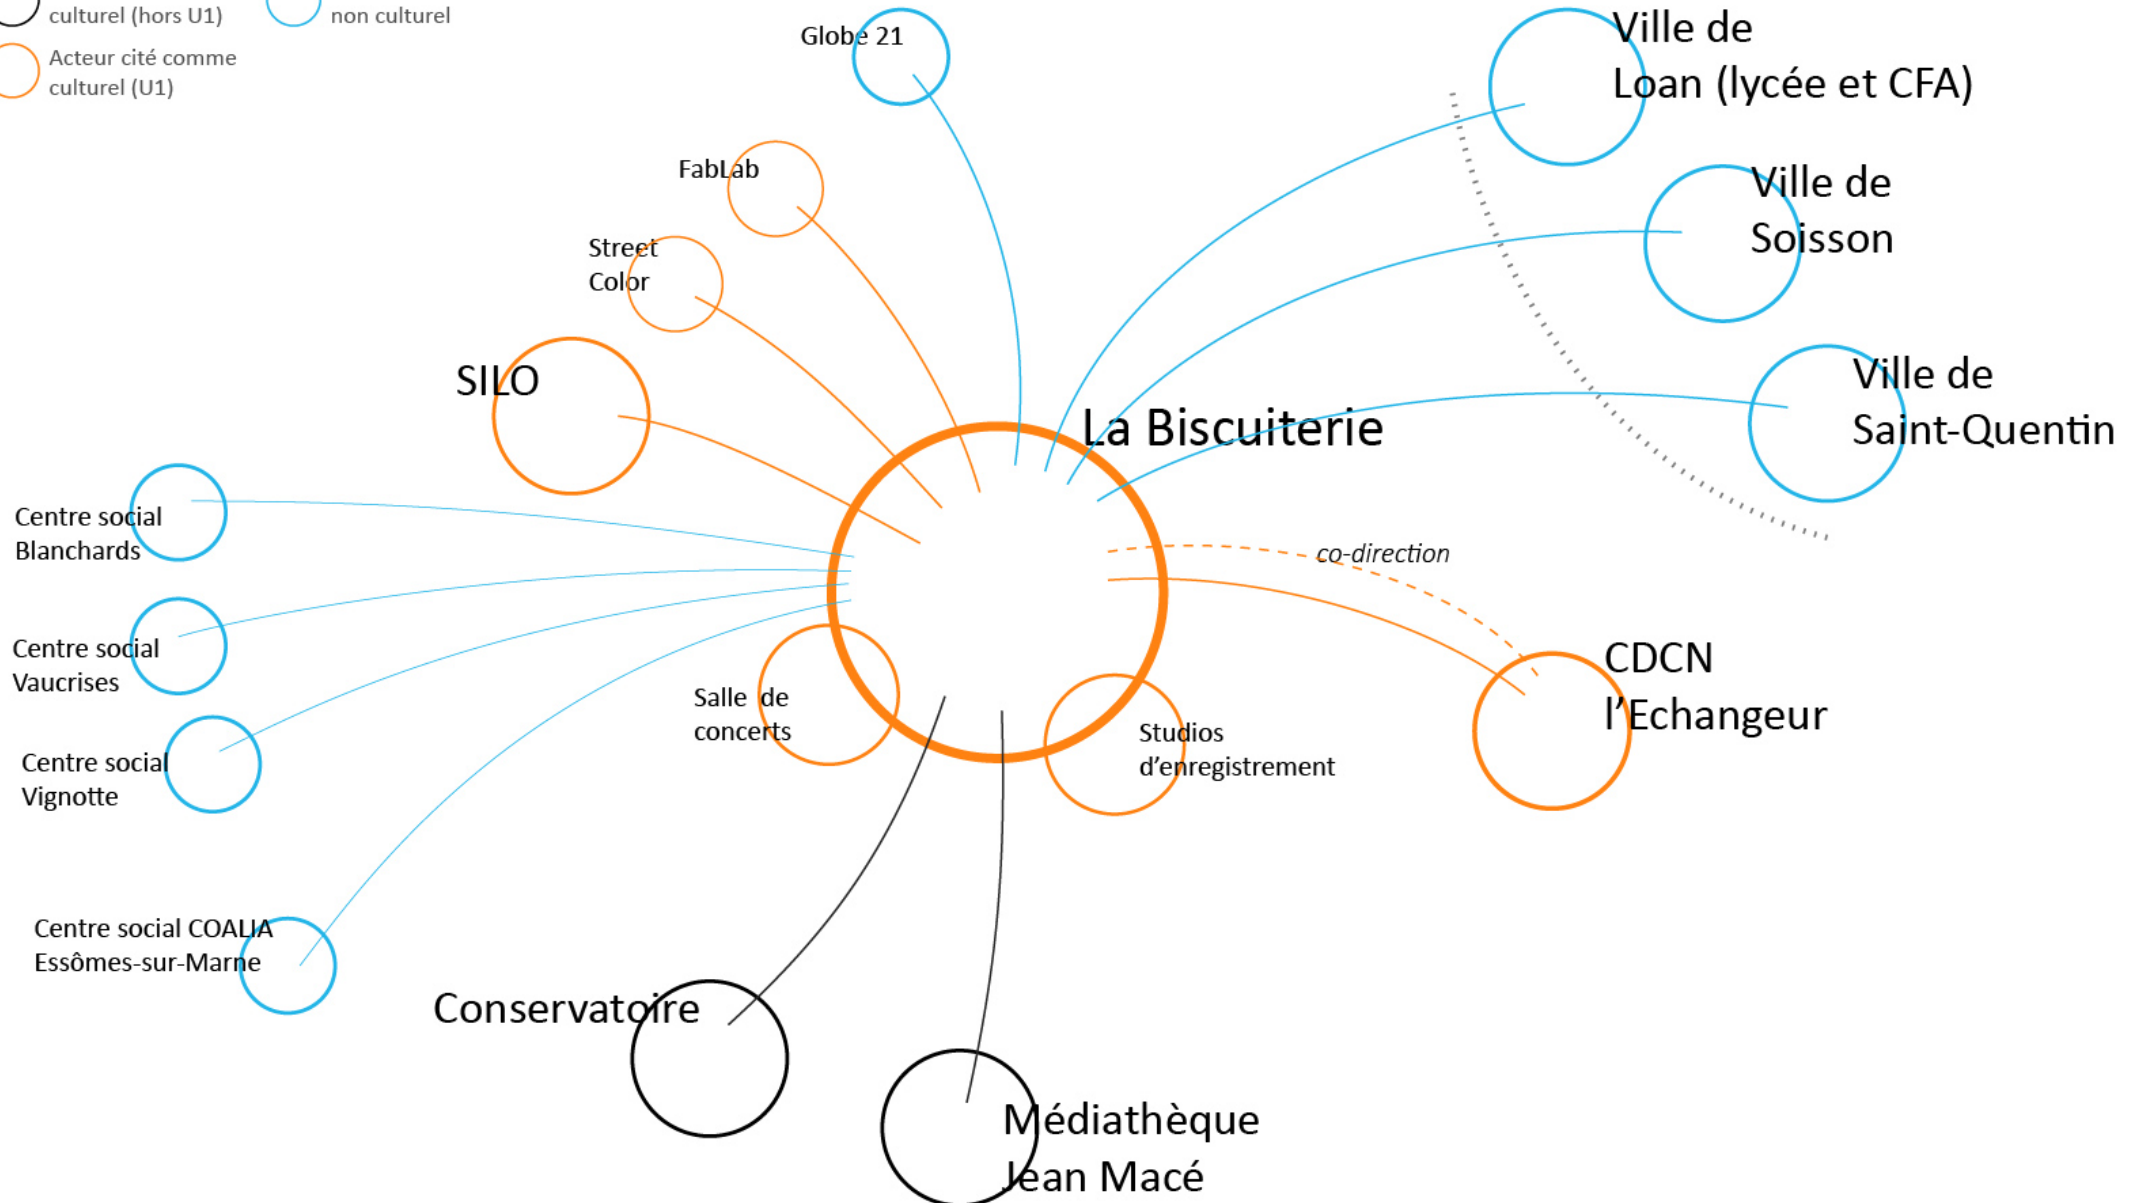 culturel (hors U1)
non culturel
Acteur cité comme
culturel (U1)
Globe 21
Ville de
Loan (lycée et CFA)
FabLab
Ville de
Soisson
Street
Color
SILO
Ville de
Saint-Quentin
La Biscuiterie
Centre social
Blanchards
co-direction
Centre social
Vaucrises
CDCN
l’Echangeur
Salle de
concerts
Studios
d’enregistrement
Centre social
Vignotte
Centre social COALIA
Essômes-sur-Marne
Conservatoire
Médiathèque
Jean Macé